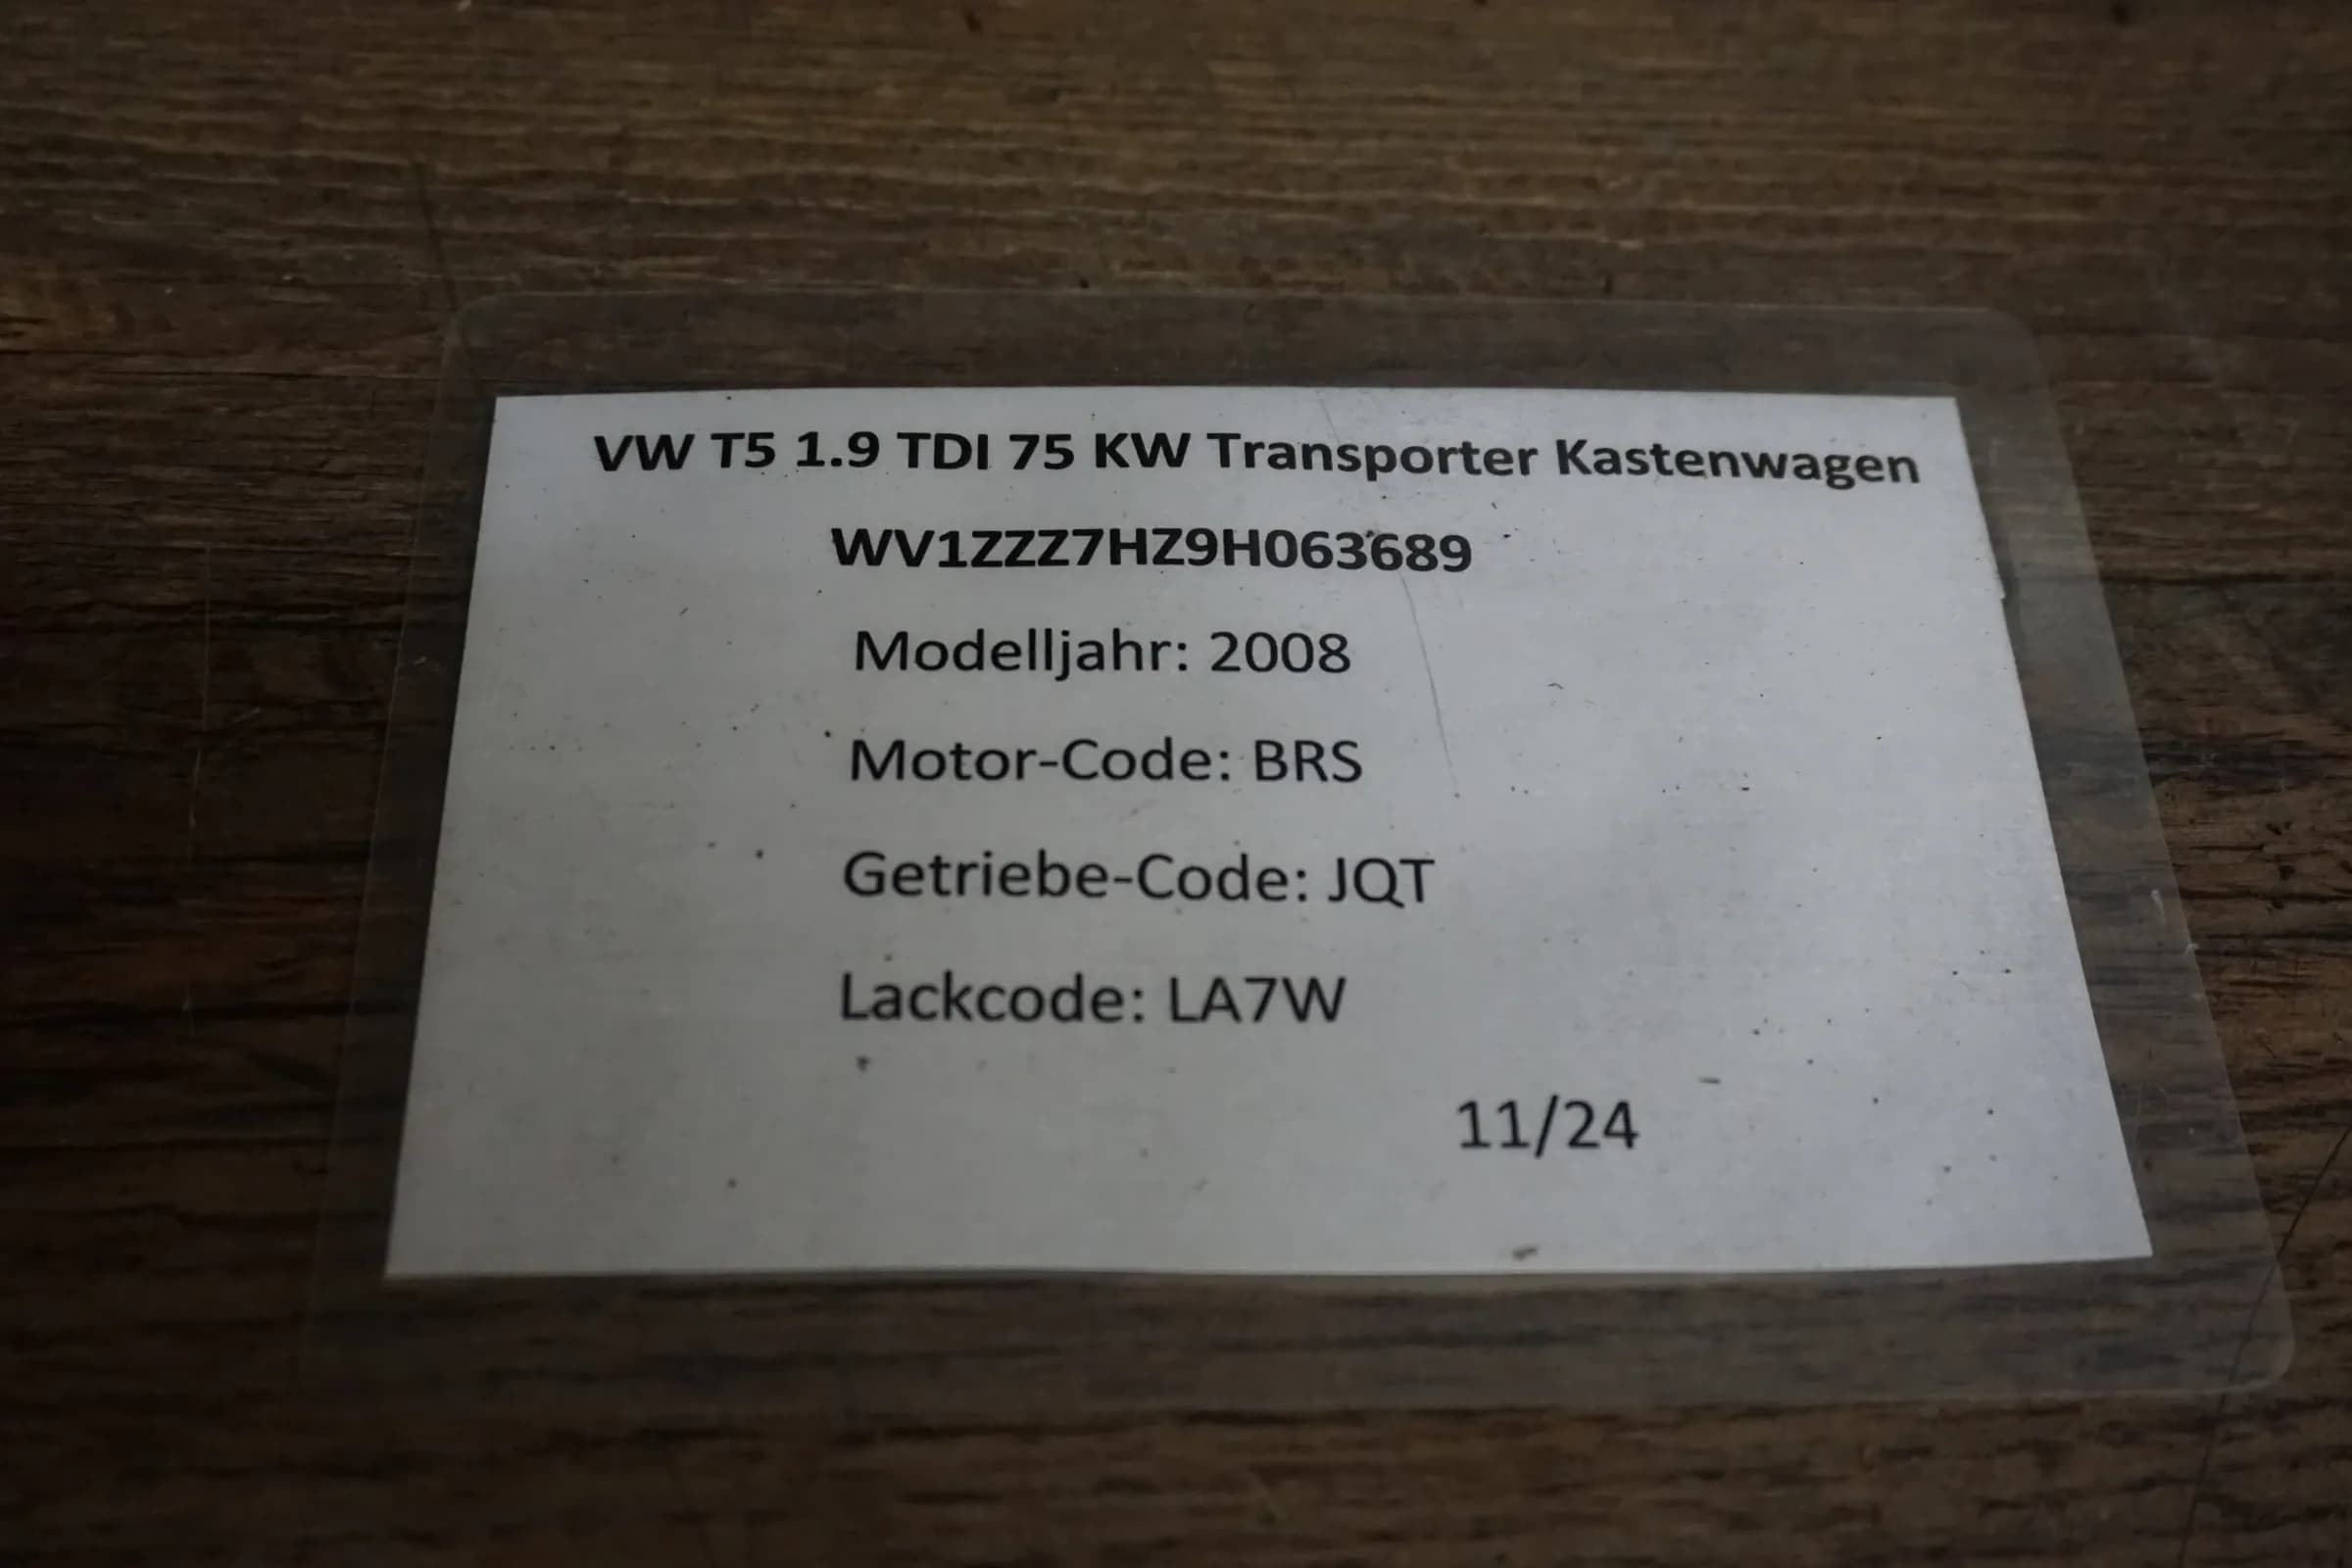 VW T5 1.9 TDI 75 KW Transporter Kastenwagen
WV1ZZZ7HZ9H063689
Modelljahr: 2008
Motor-Code: BRS
Getriebe-Code: JQT
Lackcode: LA7W
11/24